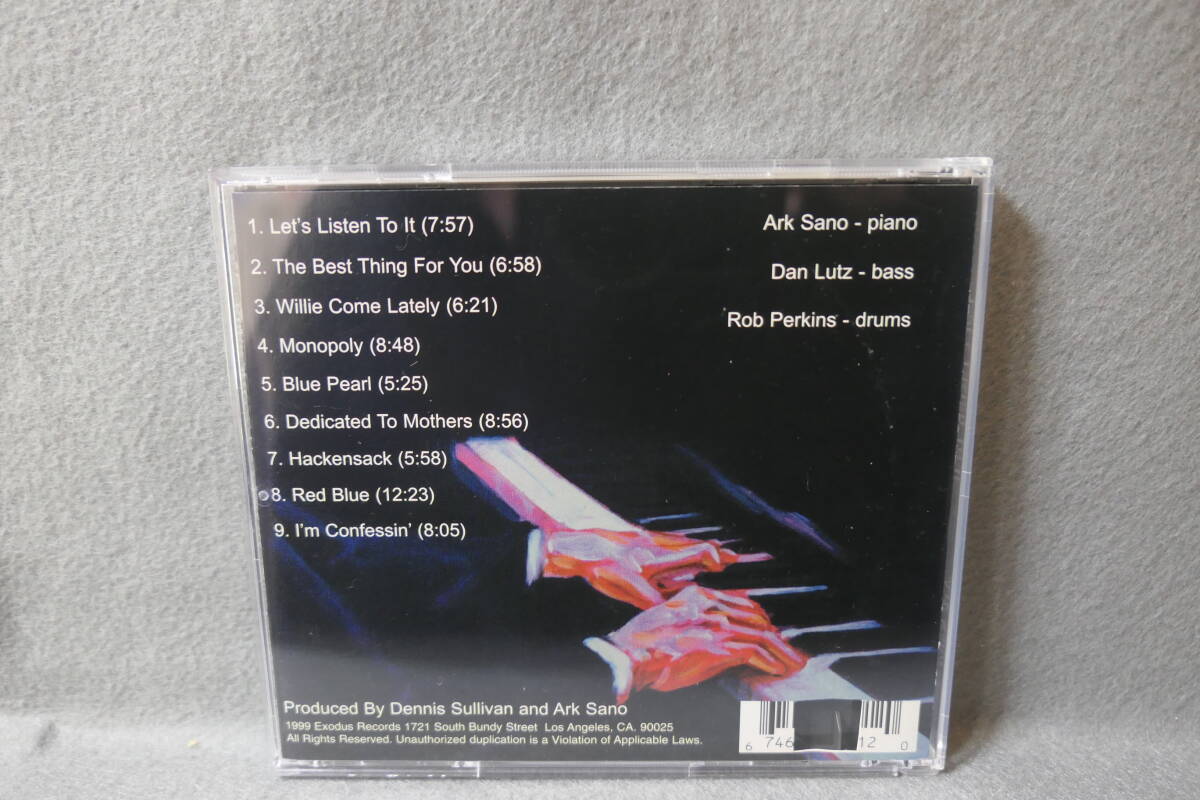 1. Let's Listen To It (7:57)
2. The Best Thing For You (6:58)
3. Willie Come Lately (6:21)
4. Monopoly (8:48)
5. Blue Pearl (5:25)
6. Dedicated To Mothers (8:56)
7. Hackensack (5:58)
8. Red Blue (12:23)
9. I'm Confessin' (8:05)
Ark Sano - piano
Dan Lutz - bass
Rob Perkins - drums
Produced By Dennis Sullivan and Ark Sano
1999 Exodus Records 1721 South Bundy Street Los Angeles, CA. 90025
All Rights Reserved. Unauthorized duplication is a Violation of Applicable Laws.
6 746 12 0